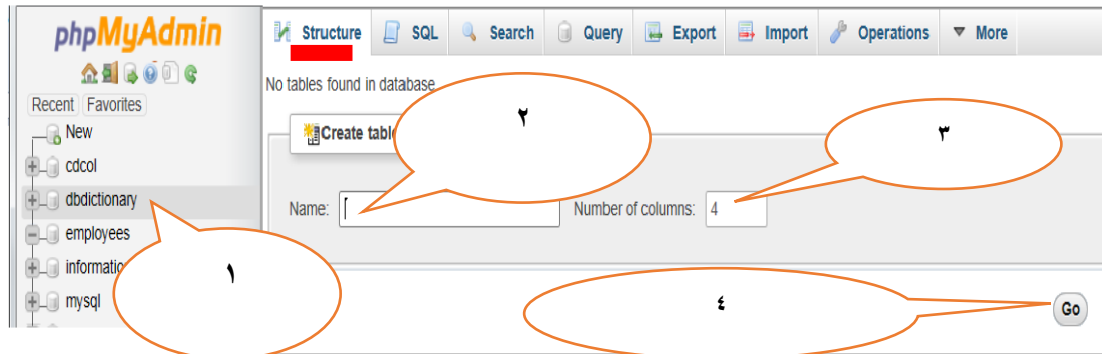 phpMyAdmin
Structure SQL Search Query Export Import Operations More
Recent Favorites
No tables found in database
New
Create table
٢
٣
cdcol
dbdictionary
Name: Number of columns: 4
employees
١
mysql
٤
Go